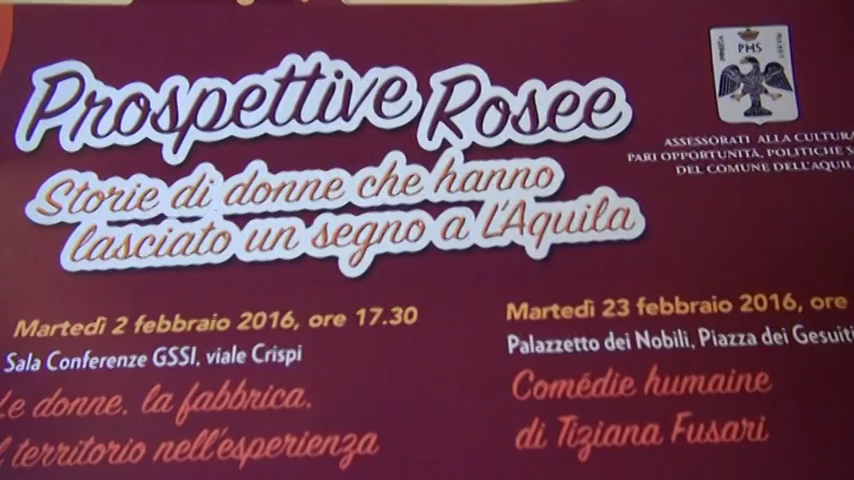 Prospettive Rosee
Storie di donne che hanno
lasciato un segno a L'Aquila
PHS
ASSESSORATI ALLA CULTURA
PARI OPPORTUNITÀ, POLITICHE S
DEL COMUNE DELL'AQUIL
Martedì 2 febbraio 2016, ore 17.30
Sala Conferenze GSSI, viale Crispi
Le donne, la fabbrica,
il territorio nell'esperienza
Martedì 23 febbraio 2016, ore
Palazzetto dei Nobili, Piazza dei Gesuiti
Comédie humaine
di Tiziana Fusari